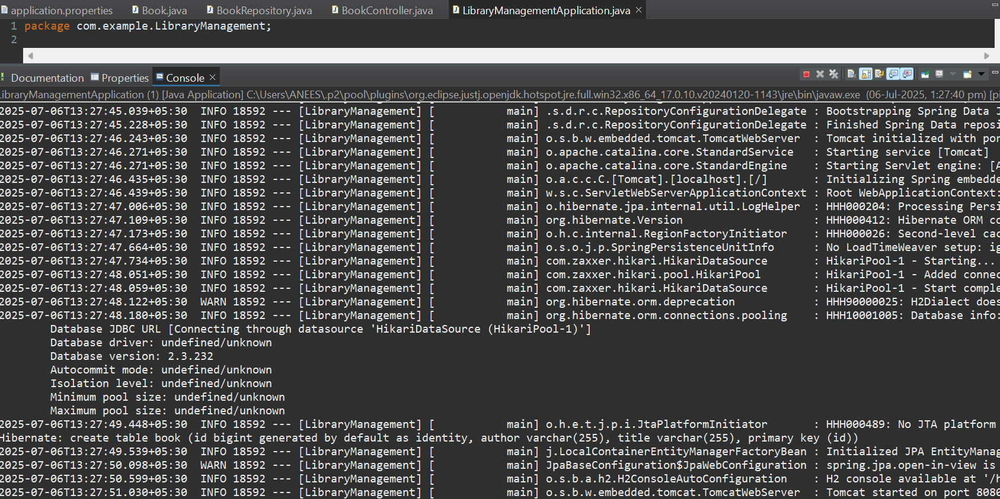 application.properties Book.java BookRepository.java BookController.java LibraryManagementApplication.java
1 package com.example.LibraryManagement;
2
Documentation Properties Console
LibraryManagementApplication (1) [Java Application] C:\Users\ANEES\.p2\pool\plugins\org.eclipse.justj.openjdk.hotspot.jre.full.win32.x86_64_17.0.10.v20240120-1143\jre\bin\javaw.exe (06-Jul-2025, 1:27:40 pm) [pi
2025-07-06T13:27:45.039+05:30 INFO 18592 --- [LibraryManagement] [ main] .s.d.r.c.RepositoryConfigurationDelegate : Bootstrapping Spring Data J
2025-07-06T13:27:45.228+05:30 INFO 18592 --- [LibraryManagement] [ main] .s.d.r.c.RepositoryConfigurationDelegate : Finished Spring Data reposi
2025-07-06T13:27:46.243+05:30 INFO 18592 --- [LibraryManagement] [ main] o.s.b.w.embedded.tomcat.TomcatWebServer : Tomcat initialized with por
2025-07-06T13:27:46.271+05:30 INFO 18592 --- [LibraryManagement] [ main] o.apache.catalina.core.StandardService : Starting service [Tomcat]
2025-07-06T13:27:46.271+05:30 INFO 18592 --- [LibraryManagement] [ main] o.apache.catalina.core.StandardEngine : Starting Servlet engine: [A
2025-07-06T13:27:46.435+05:30 INFO 18592 --- [LibraryManagement] [ main] o.a.c.c.C.[Tomcat].[localhost].[/] : Initializing Spring embedde
2025-07-06T13:27:46.439+05:30 INFO 18592 --- [LibraryManagement] [ main] w.s.c.ServletWebServerApplicationContext : Root WebApplicationContext:
2025-07-06T13:27:47.006+05:30 INFO 18592 --- [LibraryManagement] [ main] o.hibernate.jpa.internal.util.LogHelper : HHH000204: Processing Persi
2025-07-06T13:27:47.109+05:30 INFO 18592 --- [LibraryManagement] [ main] org.hibernate.Version : HHH000412: Hibernate ORM co
2025-07-06T13:27:47.173+05:30 INFO 18592 --- [LibraryManagement] [ main] o.h.c.internal.RegionFactoryInitiator : HHH000026: Second-level cac
2025-07-06T13:27:47.664+05:30 INFO 18592 --- [LibraryManagement] [ main] o.s.o.j.p.SpringPersistenceUnitInfo : No LoadTimeWeaver setup: ig
2025-07-06T13:27:47.734+05:30 INFO 18592 --- [LibraryManagement] [ main] com.zaxxer.hikari.HikariDataSource : HikariPool-1 - Starting...
2025-07-06T13:27:48.051+05:30 INFO 18592 --- [LibraryManagement] [ main] com.zaxxer.hikari.pool.HikariPool : HikariPool-1 - Added connec
2025-07-06T13:27:48.059+05:30 INFO 18592 --- [LibraryManagement] [ main] com.zaxxer.hikari.HikariDataSource : HikariPool-1 - Start comple
2025-07-06T13:27:48.122+05:30 WARN 18592 --- [LibraryManagement] [ main] org.hibernate.orm.deprecation : HHH90000025: H2Dialect does
2025-07-06T13:27:48.180+05:30 INFO 18592 --- [LibraryManagement] [ main] org.hibernate.orm.connections.pooling : HHH10001005: Database info:
Database JDBC URL [Connecting through datasource 'HikariDataSource (HikariPool-1)']
Database driver: undefined/unknown
Database version: 2.3.232
Autocommit mode: undefined/unknown
Isolation level: undefined/unknown
Minimum pool size: undefined/unknown
Maximum pool size: undefined/unknown
2025-07-06T13:27:49.448+05:30 INFO 18592 --- [LibraryManagement] [ main] o.h.e.t.j.p.i.JtaPlatformInitiator : HHH000489: No JTA platform
Hibernate: create table book (id bigint generated by default as identity, author varchar(255), title varchar(255), primary key (id))
2025-07-06T13:27:49.539+05:30 INFO 18592 --- [LibraryManagement] [ main] j.LocalContainerEntityManagerFactoryBean : Initialized JPA EntityManag
2025-07-06T13:27:50.098+05:30 WARN 18592 --- [LibraryManagement] [ main] JpaBaseConfiguration$JpaWebConfiguration : spring.jpa.open-in-view is
2025-07-06T13:27:50.599+05:30 INFO 18592 --- [LibraryManagement] [ main] o.s.b.a.h2.H2ConsoleAutoConfiguration : H2 console available at '/h
2025-07-06T13:27:51.030+05:30 INFO 18592 --- [LibraryManagement] [ main] o.s.b.w.embedded.tomcat.TomcatWebServer : Tomcat started on port 8080